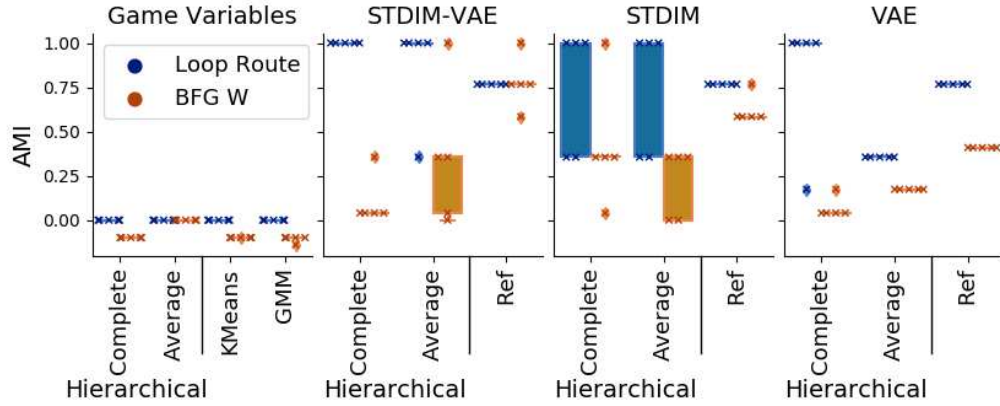 Game Variables
STDIM-VAE
STDIM
VAE
AMI
1.00
0.75
0.50
0.25
0.00
Loop Route
BFG W
Complete
Average
KMeans
GMM
Complete
Average
Ref
Complete
Average
Ref
Complete
Average
Ref
Hierarchical
Hierarchical
Hierarchical
Hierarchical